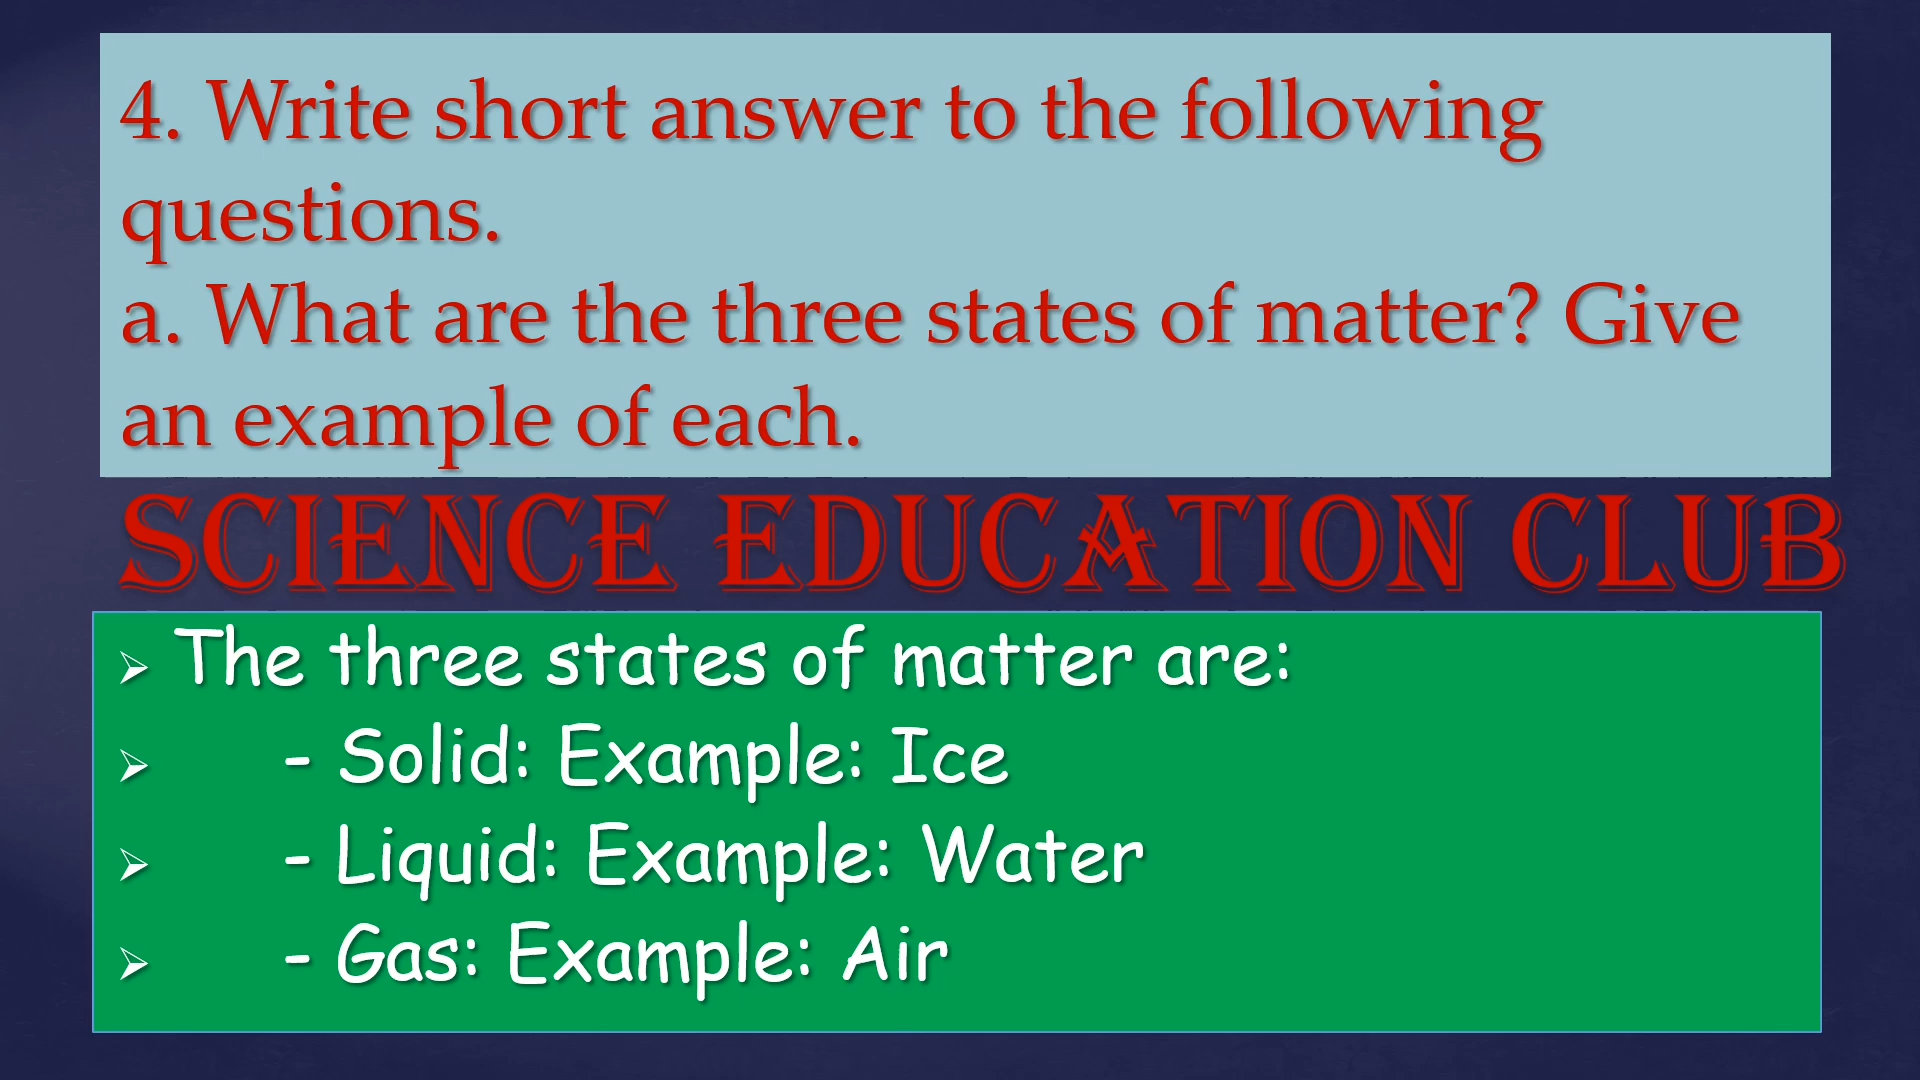 4. Write short answer to the following
questions.
a. What are the three states of matter? Give
an example of each.
SCIENCE EDUCATION CLUB
➢ The three states of matter are:
➢ - Solid: Example: Ice
➢ - Liquid: Example: Water
➢ - Gas: Example: Air